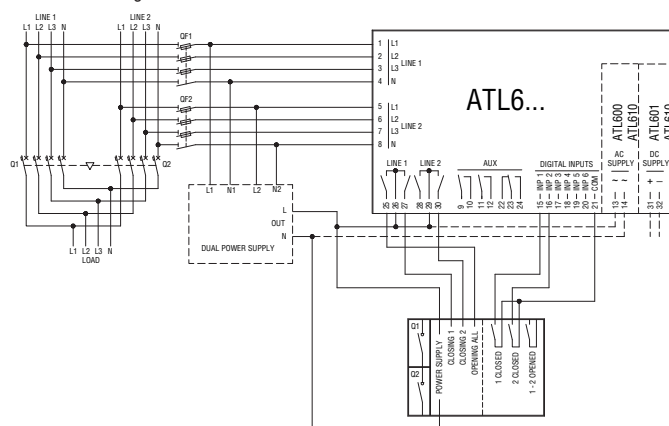 LINE 1 LINE 2
L1 L2 L3 N L1 L2 L3 N
QF1
QF2
Q1 Q2
L1 L2 L3 N
LOAD
1 L1
2 L2
3 L3
4 N
LINE 1
5 L1
6 L2
7 L3
8 N
LINE 2
ATL6...
ATL600
ATL610
AC
SUPPLY
~ ~
13
14
ATL601
DC
SUPPLY
+ -
31
32
LINE 1 LINE 2 AUX DIGITAL INPUTS
25
26
27
28
29
30
9
10
11
12
22
23
24
15 INP 1
16 INP 2
17 INP 3
18 INP 4
19 INP 5
20 INP 6
21 COM
L1 N1 L2 N2
L
OUT
N
DUAL POWER SUPPLY
Q1
Q2
POWER SUPPLY
CLOSING 1
CLOSING 2
OPENING ALL
1 CLOSED
2 CLOSED
1 - 2 OPENED